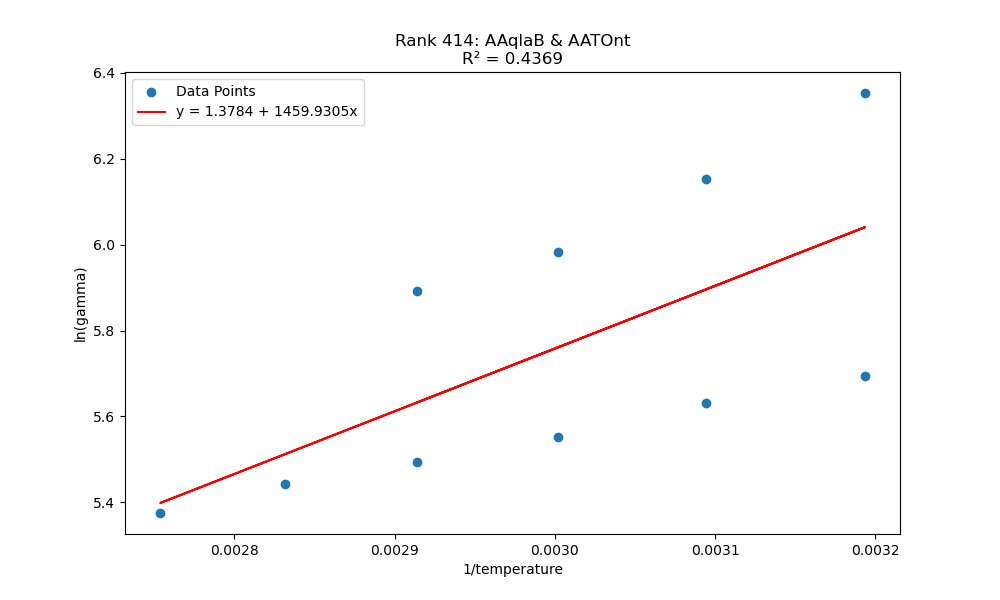 Rank 414: AAqIaB & AATOnt
R² = 0.4369
Data Points
y = 1.3784 + 1459.9305x
6.4
6.2
6.0
5.8
5.6
5.4
ln(gamma)
0.0028 0.0029 0.0030 0.0031 0.0032
1/temperature